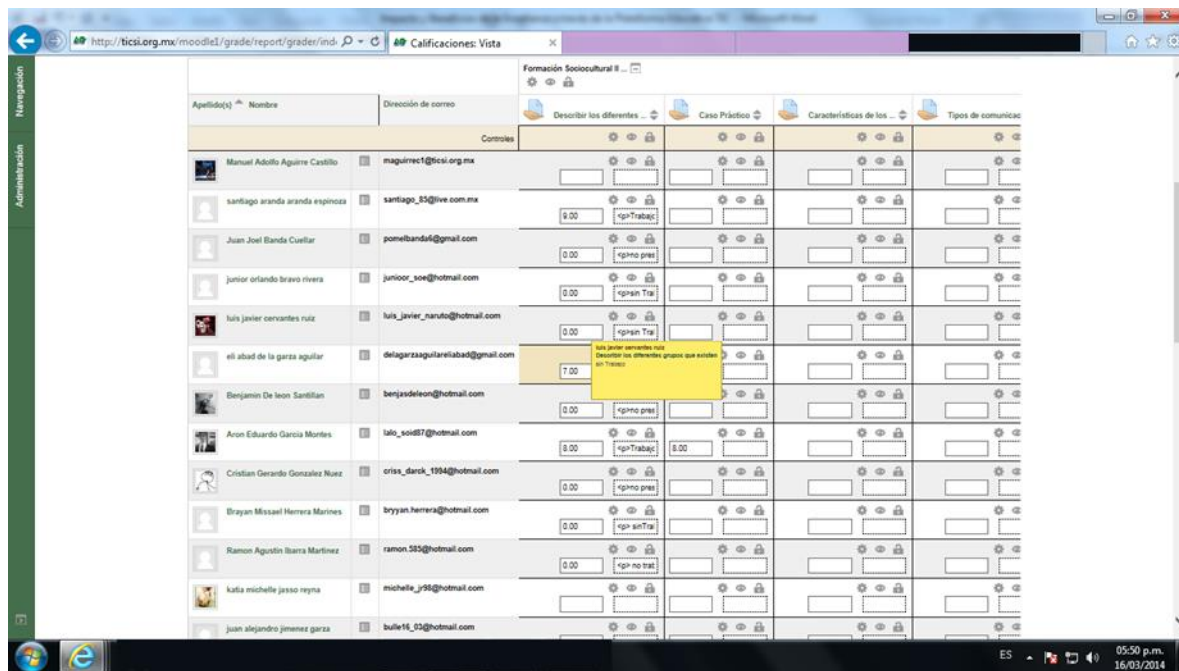 http://ticsi.org.mx/moodle1/grade/report/grader/ind
Calificaciones: Vista
Navegación
Administración
Formación Sociocultural II ...
Apellido(s) Nombre
Dirección de correo
Describir los diferentes ...
Caso Práctico
Características de los ...
Tipos de comunicac
Controles
Manuel Adolfo Aguirre Castillo
maguirrec1@ticsi.org.mx
santiago aranda aranda espinoza
santiago_85@live.com.mx
9.00
<p>Trabajc
Juan Joel Banda Cuellar
pomelbanda6@gmail.com
0.00
<p>no pres
junior orlando bravo rivera
junioor_soe@hotmail.com
0.00
<p>sin Tra
luis javier cervantes ruiz
luis_javier_naruto@hotmail.com
0.00
<p>sin Tra
luis javier cervantes ruiz
Describir los diferentes grupos que existen
sin Trabajo
eli abad de la garza aguilar
delagarzaaguilareliabad@gmail.com
7.00
Benjamin De leon Santillan
benjasdeleon@hotmail.com
0.00
<p>no pres
Aron Eduardo Garcia Montes
lalo_soid87@hotmail.com
8.00
<p>Trabajc
8.00
Cristian Gerardo Gonzalez Nuez
criss_darck_1994@hotmail.com
0.00
<p>no pres
Brayan Missael Herrera Marines
bryyan.herrera@hotmail.com
0.00
<p> sinTra
Ramon Agustin Ibarra Martinez
ramon.585@hotmail.com
0.00
<p> no trat
katia michelle jasso reyna
michelle_jr98@hotmail.com
juan alejandro jimenez garza
bulle16_03@hotmail.com
ES
05:50 p.m.
16/03/2014